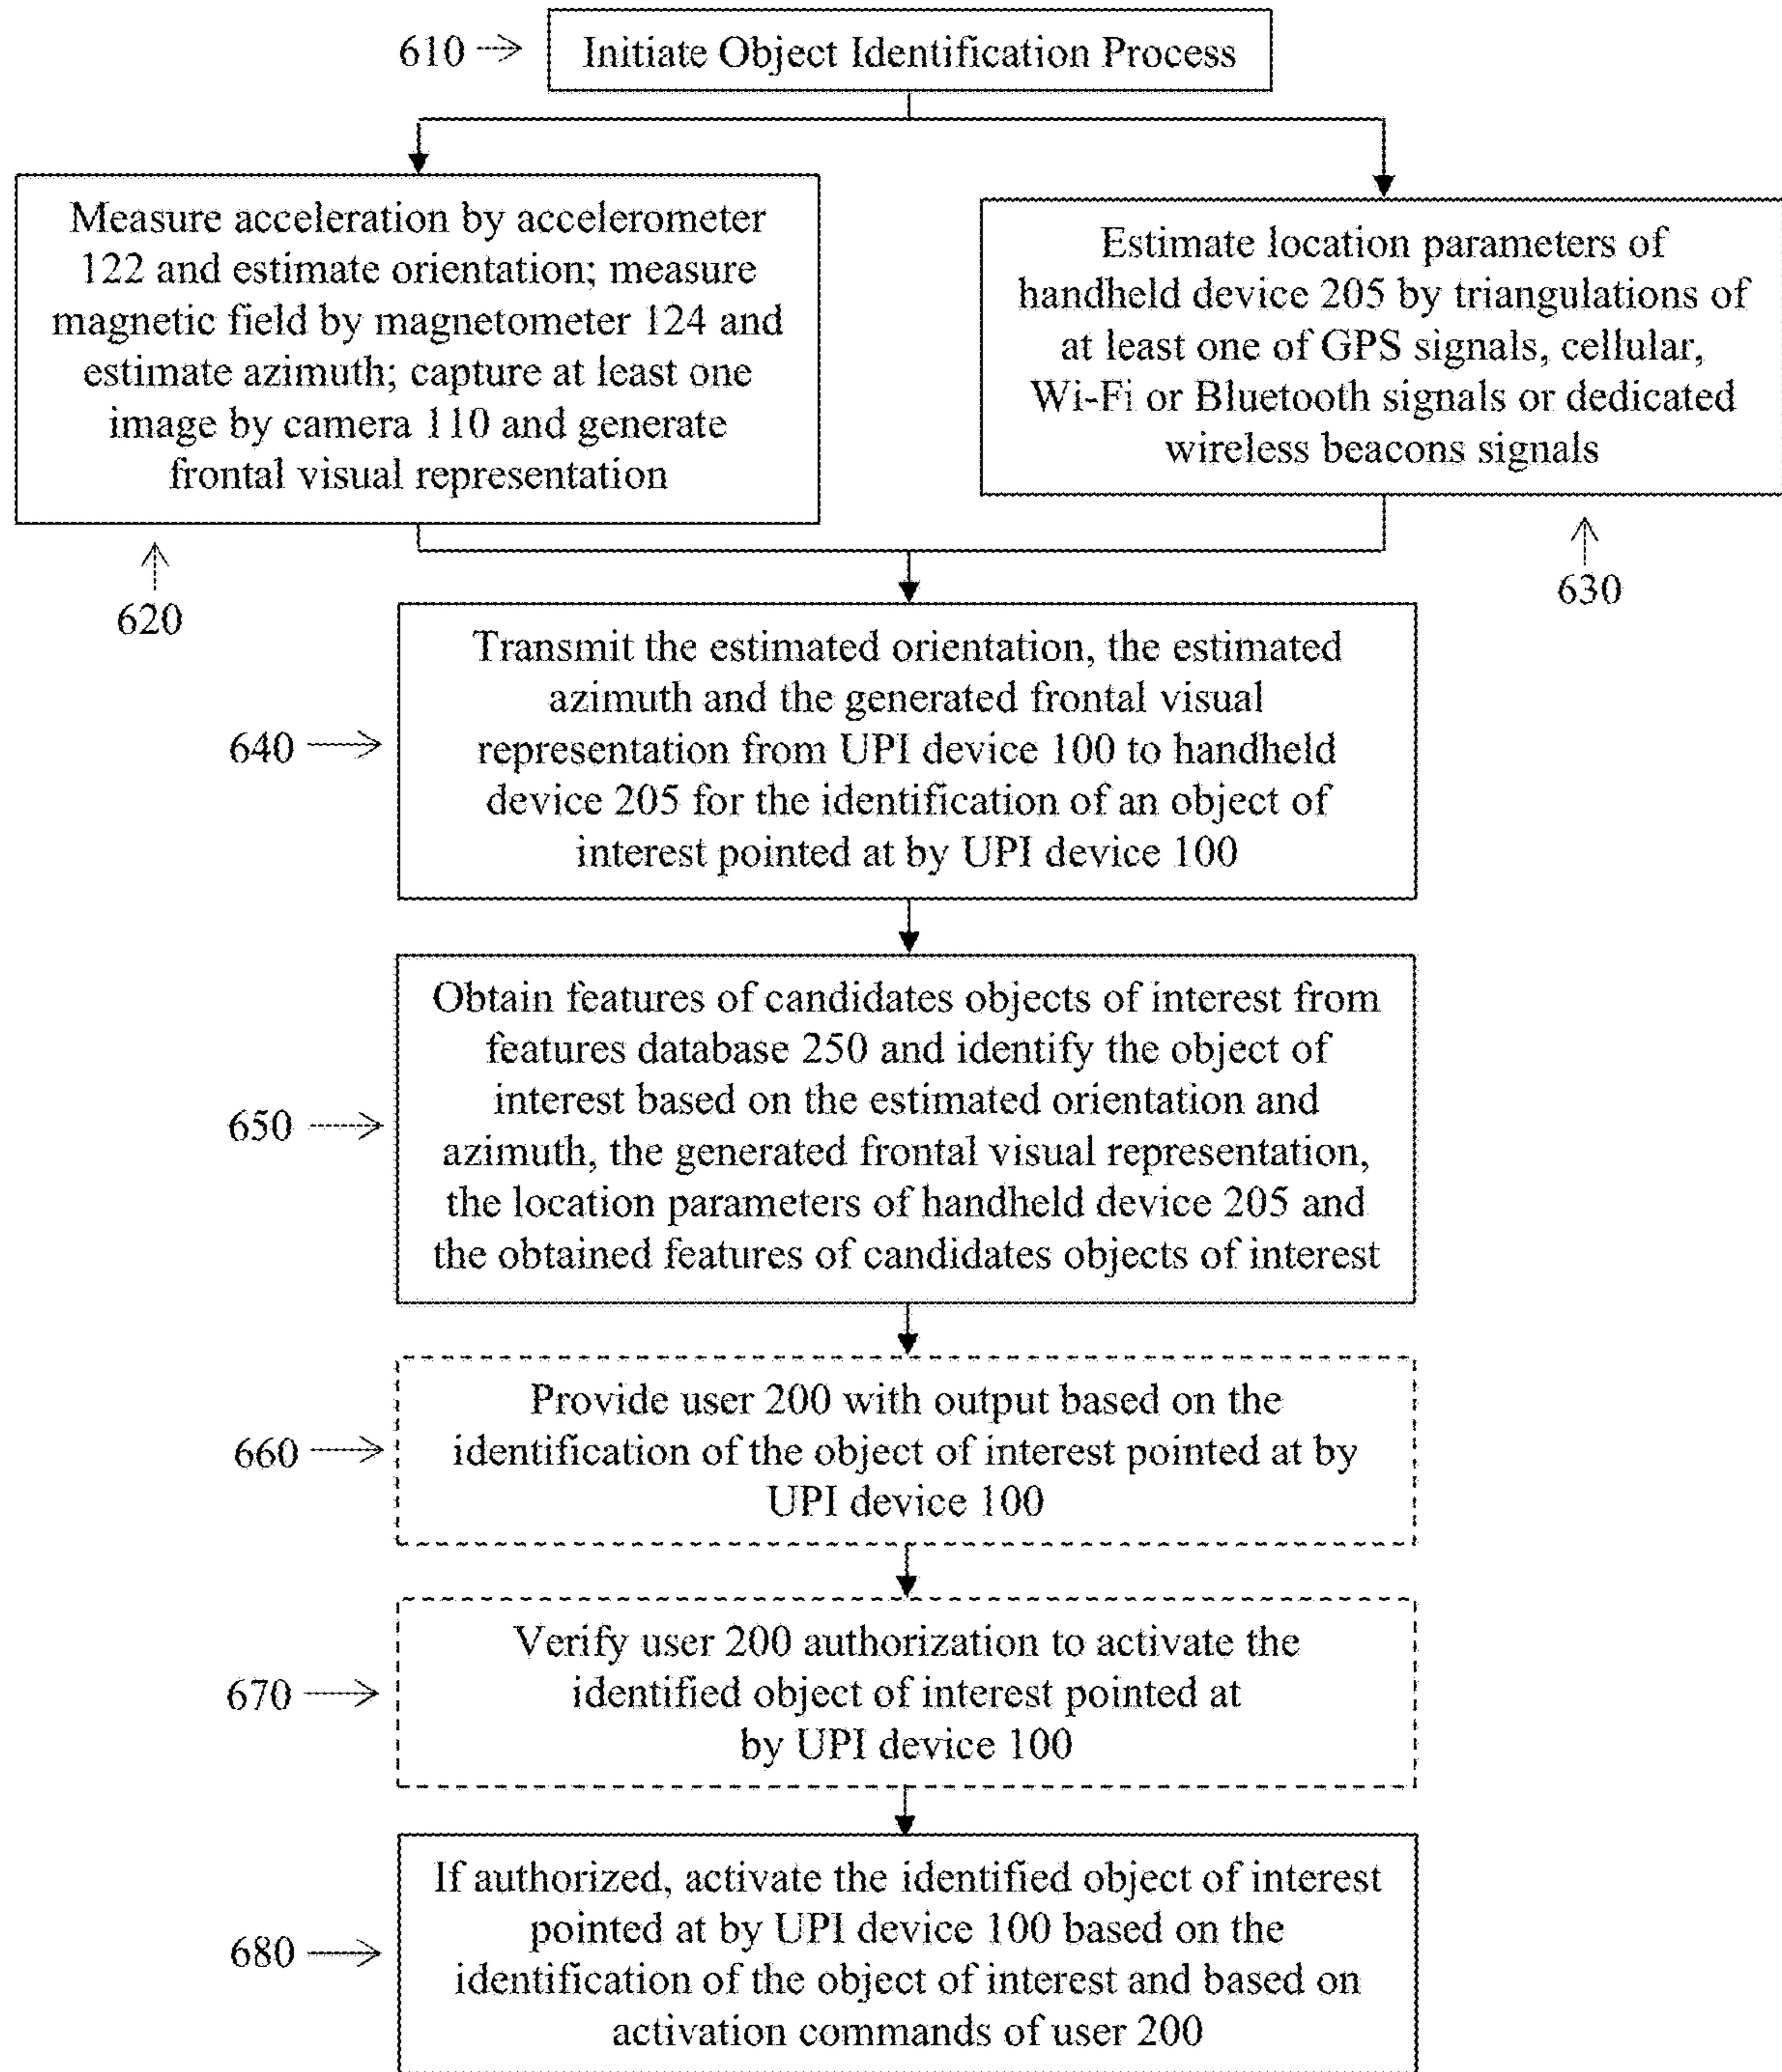 610
Initiate Object Identification Process
Measure acceleration by accelerometer
122 and estimate orientation; measure
magnetic field by magnetometer 124 and
estimate azimuth; capture at least one
image by camera 110 and generate
frontal visual representation
620
Estimate location parameters of
handheld device 205 by triangulations of
at least one of GPS signals, cellular,
Wi-Fi or Bluetooth signals or dedicated
wireless beacons signals
630
640
Transmit the estimated orientation, the estimated
azimuth and the generated frontal visual
representation from UPI device 100 to handheld
device 205 for the identification of an object of
interest pointed at by UPI device 100
650
Obtain features of candidates objects of interest from
features database 250 and identify the object of
interest based on the estimated orientation and
azimuth, the generated frontal visual representation,
the location parameters of handheld device 205 and
the obtained features of candidates objects of interest
660
Provide user 200 with output based on the
identification of the object of interest pointed at by
UPI device 100
670
Verify user 200 authorization to activate the
identified object of interest pointed at
by UPI device 100
680
If authorized, activate the identified object of interest
pointed at by UPI device 100 based on the
identification of the object of interest and based on
activation commands of user 200